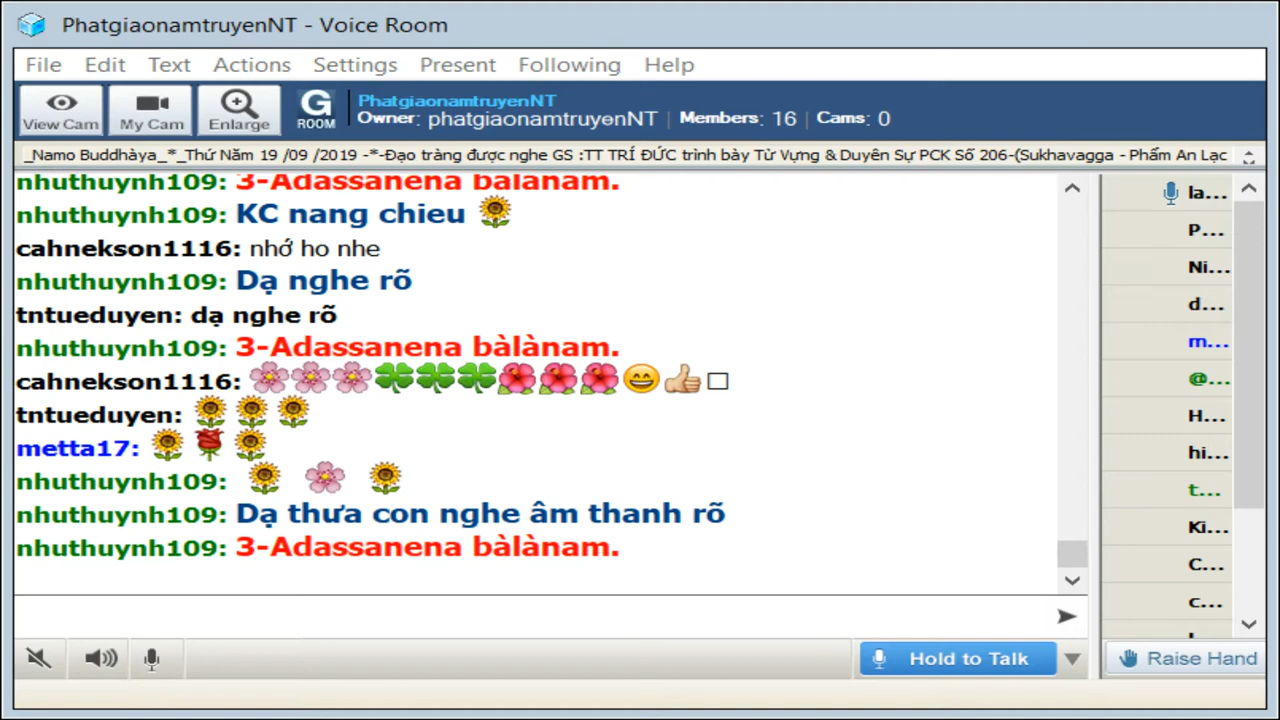 PhatgiaonamtruyenNT - Voice Room
File Edit Text Actions Settings Present Following Help
View Cam My Cam Enlarge G ROOM PhatgiaonamtruyenNT
Owner: phatgiaonamtruyenNT Members: 16 Cams: 0
_Namo Buddhàya_*_Thứ Năm 19 /09 /2019 -*-Đạo tràng được nghe GS :TT TRÍ ĐỨC trình bày Từ Vựng & Duyên Sự PCK Số 206-(Sukhavagga - Phẩm An Lạc
nhuthuynh109: 3-Adassanena bàlànam.
nhuthuynh109: KC nang chieu 🌻
cahnekson1116: nhớ ho nhe
nhuthuynh109: Dạ nghe rõ
tntueduyen: dạ nghe rõ
nhuthuynh109: 3-Adassanena bàlànam.
cahnekson1116: 🌸🌸🌸🍀🍀🍀🌺🌺🌺😄👍□
tntueduyen: 🌻🌻🌻
metta17: 🌻🌹🌻
nhuthuynh109: 🌻 🌸 🌻
nhuthuynh109: Dạ thưa con nghe âm thanh rõ
nhuthuynh109: 3-Adassanena bàlànam.
la...
P...
Ni...
d...
m...
@...
H...
hi...
t...
Ki...
C...
c...
Hold to Talk
Raise Hand